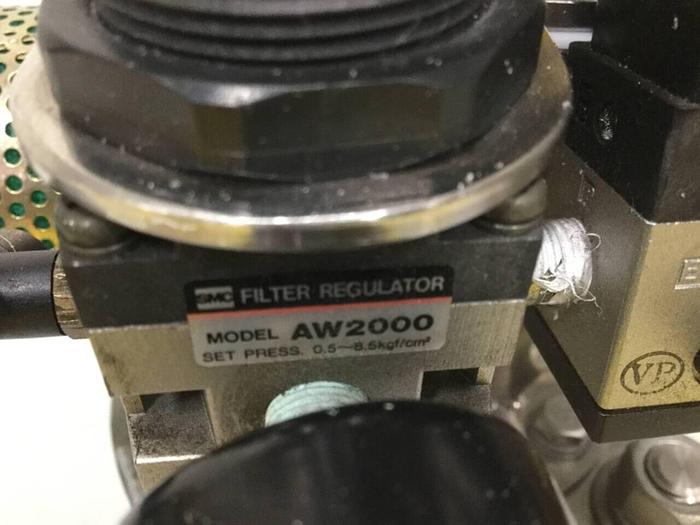 SMC FILTER REGULATOR
MODEL AW2000
SET PRESS. 0.5~8.5kgf/cm²
VP